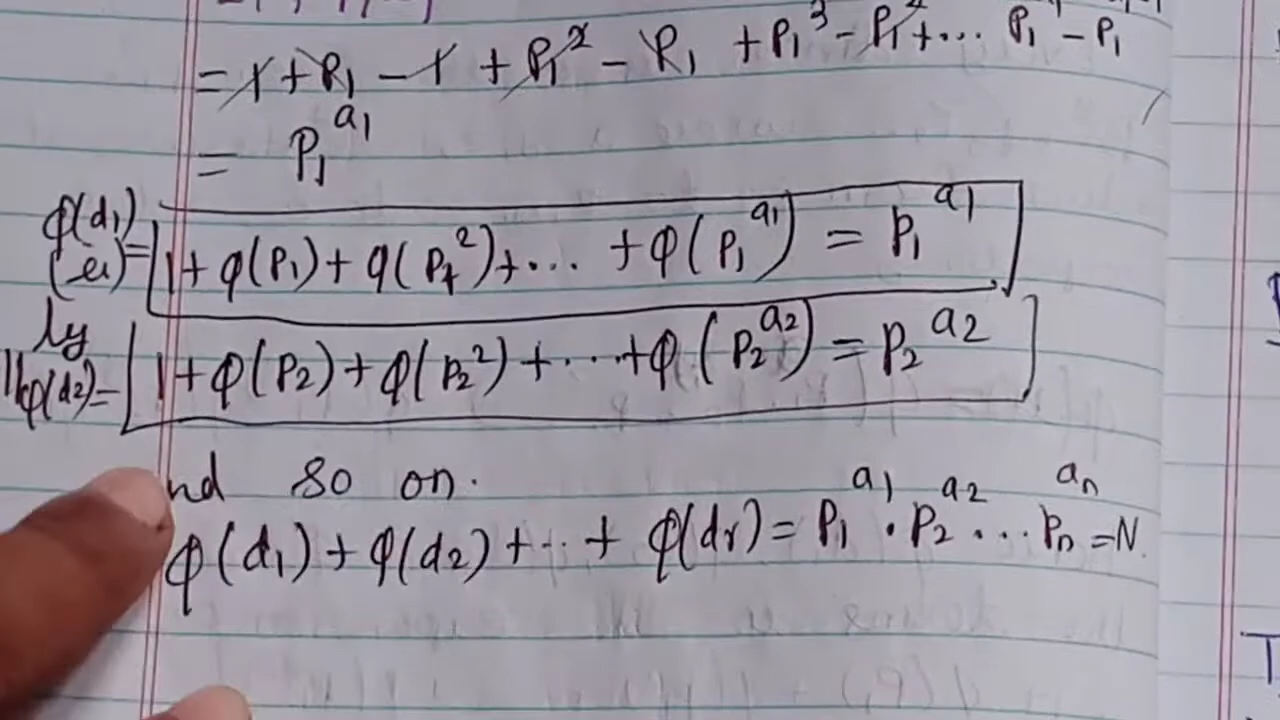 = 1 + P₁ - 1 + P₁² - P₁ + P₁³ - P₁² + ... P₁ - P₁
= P₁^a₁
φ(d₁)
(ie) = 1 + φ(P₁) + φ(P₁²) + ... + φ(P₁^a₁) = P₁^a₁
||ly
φ(d₂) = 1 + φ(P₂) + φ(P₂²) + ... + φ(P₂^a₂) = P₂^a₂
nd so on.
φ(d₁) + φ(d₂) + ... + φ(dr) = P₁^a₁ · P₂^a₂ ... Pn^an = N.